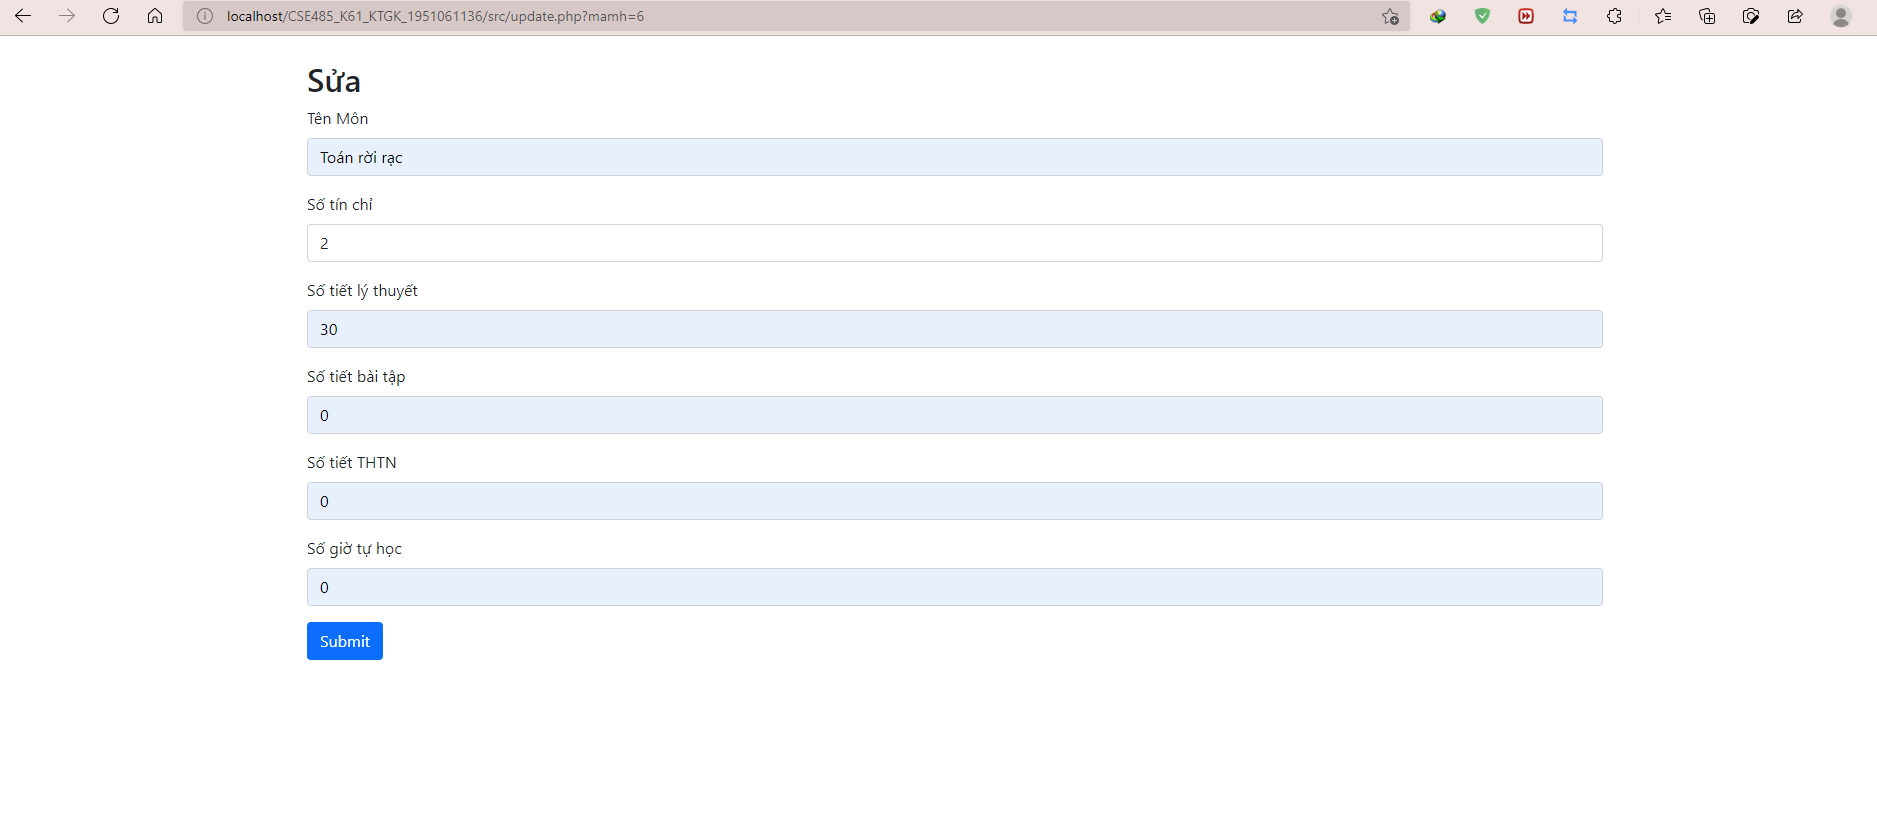 localhost/CSE485_K61_KTGK_1951061136/src/update.php?mamh=6
Sửa
Tên Môn
Toán rời rạc
Số tín chỉ
2
Số tiết lý thuyết
30
Số tiết bài tập
0
Số tiết THTN
0
Số giờ tự học
0
Submit